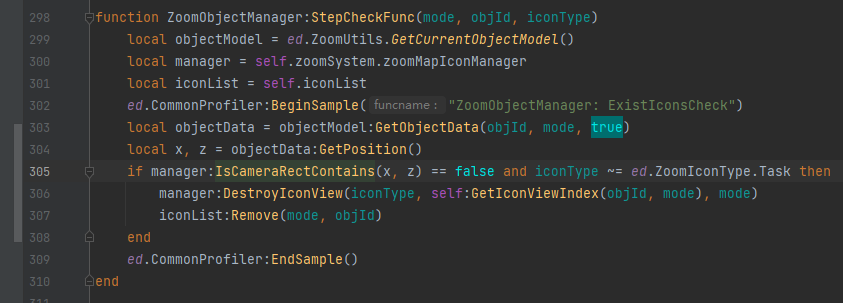 298 function ZoomObjectManager:StepCheckFunc(mode, objId, iconType)
299 local objectModel = ed.ZoomUtils.GetCurrentObjectModel()
300 local manager = self.zoomSystem.zoomMapIconManager
301 local iconList = self.iconList
302 ed.CommonProfiler:BeginSample( funcname: "ZoomObjectManager: ExistIconsCheck")
303 local objectData = objectModel:GetObjectData(objId, mode, true)
304 local x, z = objectData:GetPosition()
305 if manager:IsCameraRectContains(x, z) == false and iconType ~= ed.ZoomIconType.Task then
306 manager:DestroyIconView(iconType, self:GetIconViewIndex(objId, mode), mode)
307 iconList:Remove(mode, objId)
308 end
309 ed.CommonProfiler:EndSample()
310 end